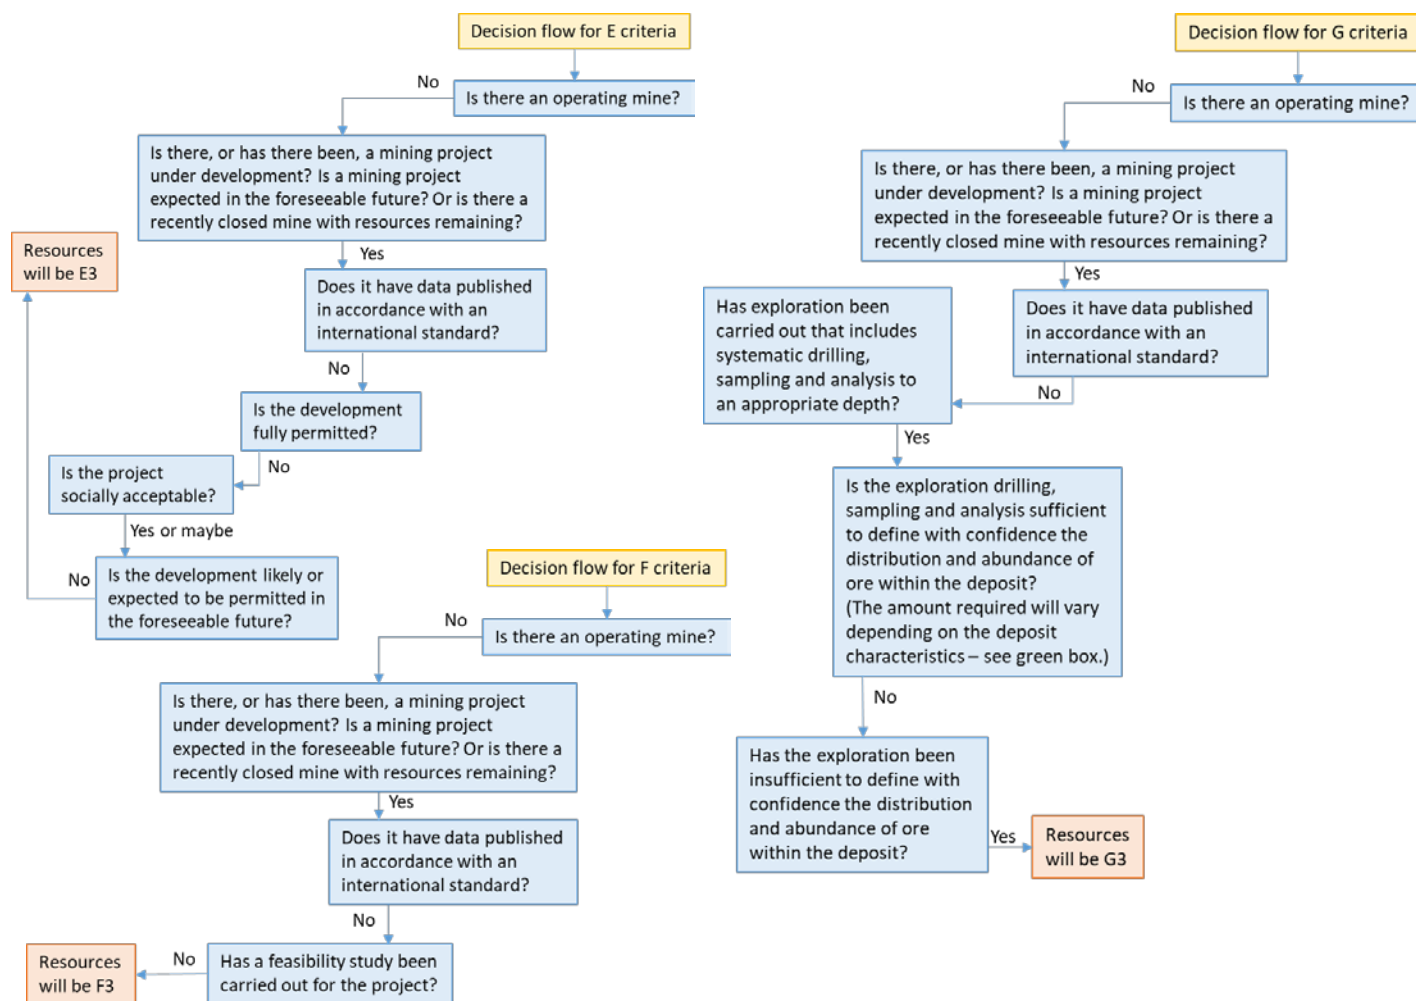 Decision flow for E criteria
No
Is there an operating mine?
Is there, or has there been, a mining project
under development? Is a mining project
expected in the foreseeable future? Or is there a
recently closed mine with resources remaining?
Resources
will be E3
Yes
Does it have data published
in accordance with an
international standard?
No
Is the development
fully permitted?
No
Is the project
socially acceptable?
Yes or maybe
No
Is the development likely or
expected to be permitted in
the foreseeable future?
Decision flow for F criteria
No
Is there an operating mine?
Is there, or has there been, a mining project
under development? Is a mining project
expected in the foreseeable future? Or is there a
recently closed mine with resources remaining?
Yes
Does it have data published
in accordance with an
international standard?
No
Has a feasibility study been
carried out for the project?
No
Resources
will be F3
Decision flow for G criteria
No
Is there an operating mine?
Is there, or has there been, a mining project
under development? Is a mining project
expected in the foreseeable future? Or is there a
recently closed mine with resources remaining?
Yes
Does it have data published
in accordance with an
international standard?
No
Has exploration been
carried out that includes
systematic drilling,
sampling and analysis to
an appropriate depth?
Yes
Is the exploration drilling,
sampling and analysis sufficient
to define with confidence the
distribution and abundance of
ore within the deposit?
(The amount required will vary
depending on the deposit
characteristics – see green box.)
No
Has the exploration been
insufficient to define with
confidence the distribution
and abundance of ore
within the deposit?
Yes
Resources
will be G3